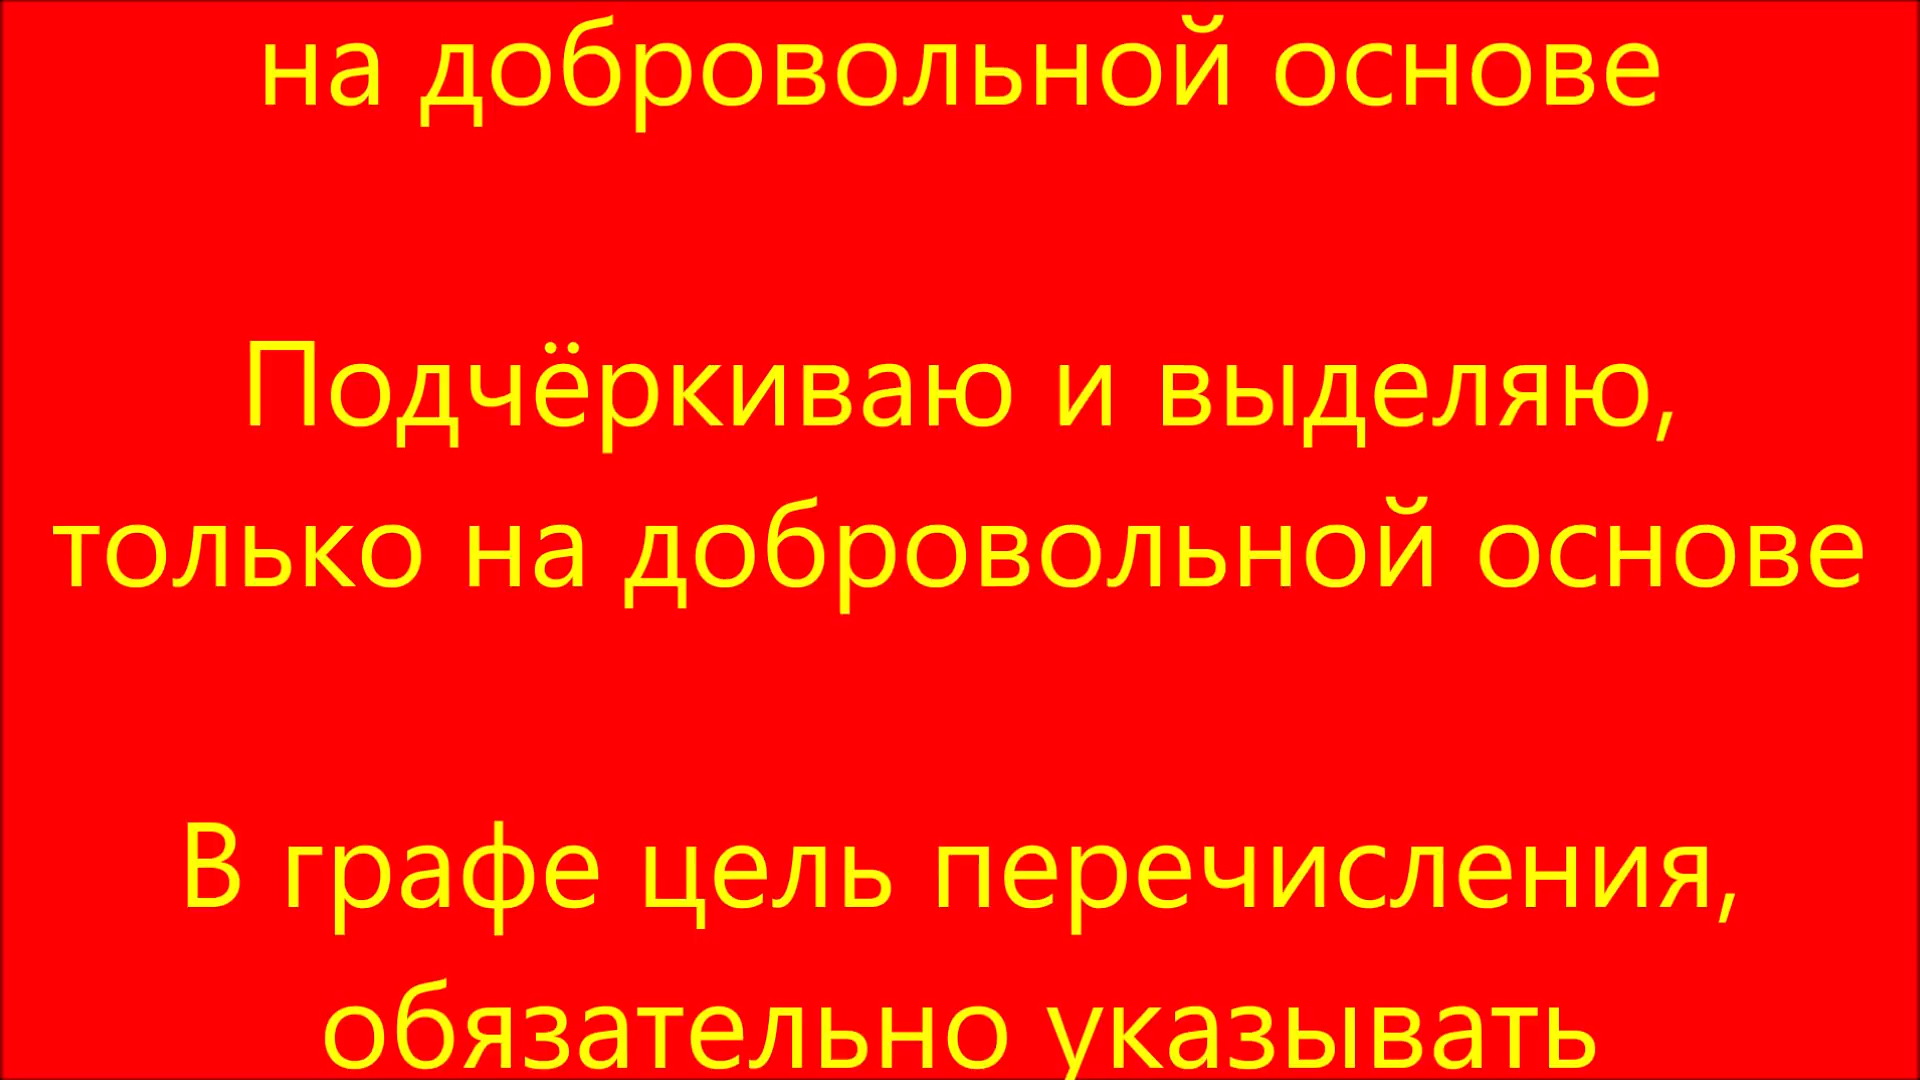 на добровольной основе
Подчёркиваю и выделяю,
только на добровольной основе
В графе цель перечисления,
обязательно указывать